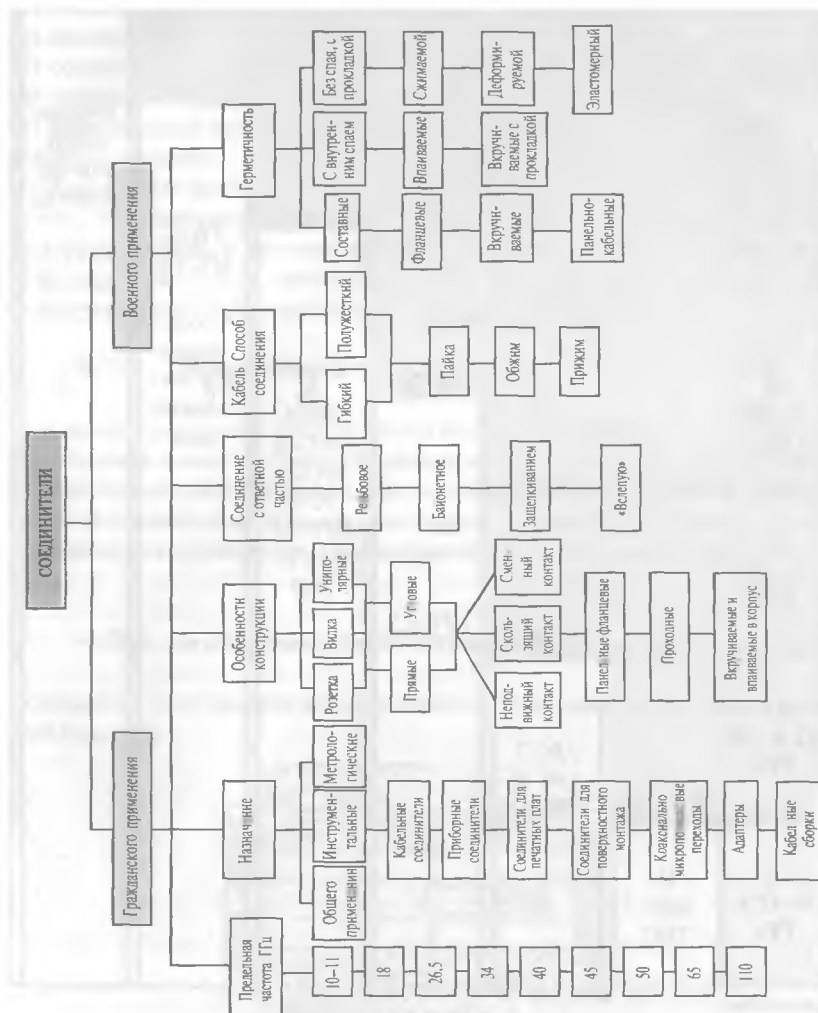 СОЕДИНИТЕЛИ
Гражданского применения
Военного применения
Предельная
частота ГГц
10–11
18
26.5
34
40
45
50
65
110
Назначение
Общего
применения
Инструмен-
тальные
Метроло-
гические
Кабельные
соединители
Приборные
соединители
Соединители для
печатных плат
Соединители для
поверхностного
монтажа
Коаксиально
микрополосковые
переходы
Адаптеры
Кабельные
сборки
Особенности
конструкции
Розетка
Вилка
Унипо-
лярные
Прямые
Угловые
Непод-
вижный
контакт
Сколь-
зящий
контакт
Смен-
ный
контакт
Панельные фланцевые
Проходные
Вкручиваемые и
впаиваемые в корпус
Соединение
с ответной
частью
Резьбовое
Байонетное
Защелкиванием
«Вслепую»
Кабель Способ
соединения
Гибкий
Полужесткий
Пайка
Обжим
Прижим
Герметичность
Составные
С внутрен-
ним спаем
Без спая, с
прокладкой
Фланцевые
Впаиваемые
Сжимаемой
Вкручи-
ваемые
Вкручи-
ваемые с
прокладкой
Деформи-
руемой
Панельно-
кабельные
Эластомерный